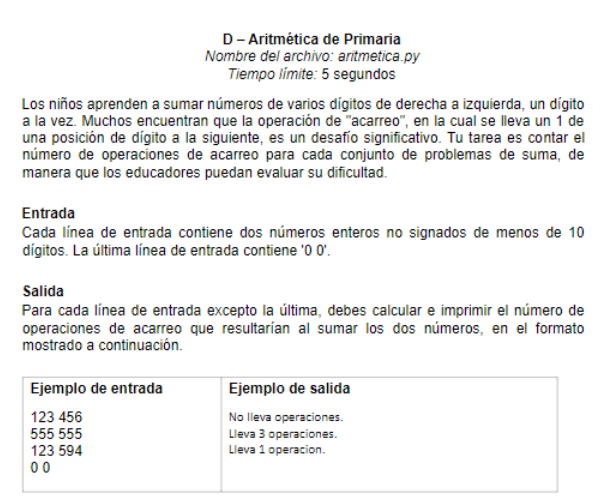 D – Aritmética de Primaria
Nombre del archivo: aritmetica.py
Tiempo límite: 5 segundos
Los niños aprenden a sumar números de varios dígitos de derecha a izquierda, un dígito
a la vez. Muchos encuentran que la operación de "acarreo", en la cual se lleva un 1 de
una posición de dígito a la siguiente, es un desafío significativo. Tu tarea es contar el
número de operaciones de acarreo para cada conjunto de problemas de suma, de
manera que los educadores puedan evaluar su dificultad.
Entrada
Cada línea de entrada contiene dos números enteros no signados de menos de 10
dígitos. La última línea de entrada contiene '0 0'.
Salida
Para cada línea de entrada excepto la última, debes calcular e imprimir el número de
operaciones de acarreo que resultarían al sumar los dos números, en el formato
mostrado a continuación.
Ejemplo de entrada
123 456
555 555
123 594
0 0
Ejemplo de salida
No lleva operaciones.
Lleva 3 operaciones.
Lleva 1 operacion.